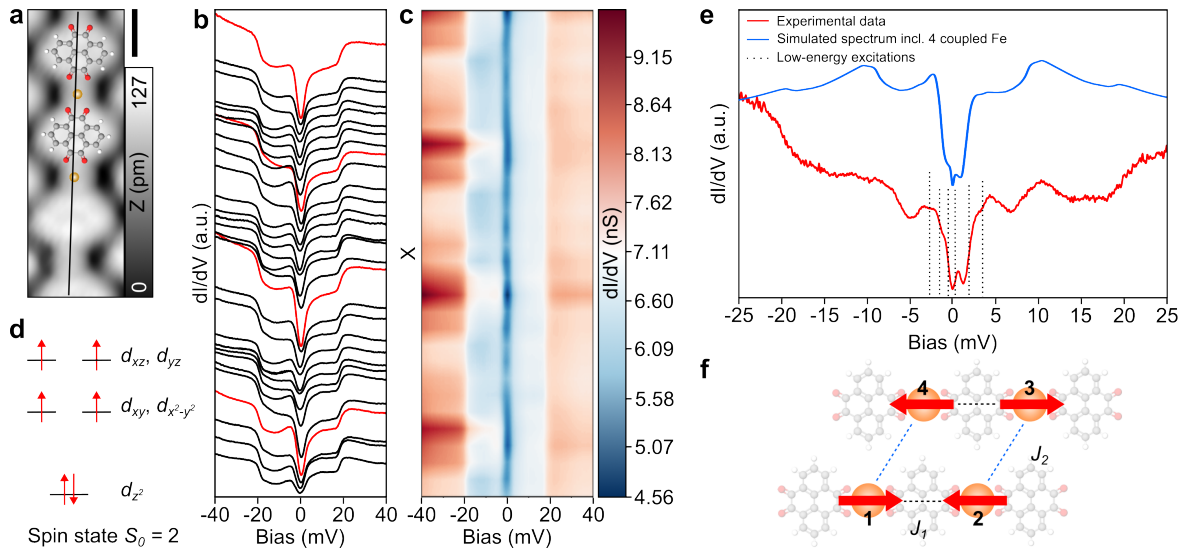 a
Z (pm)
127
0
b
dI/dV (a.u.)
-40
-20
0
20
40
Bias (mV)
c
X
-40
-20
0
20
40
Bias (mV)
dI/dV (nS)
9.15
8.64
8.13
7.62
7.11
6.60
6.09
5.58
5.07
4.56
d
dxz, dyz
dxy, dx²-y²
dz²
Spin state S0 = 2
e
Experimental data
Simulated spectrum incl. 4 coupled Fe
Low-energy excitations
dI/dV (a.u.)
-25
-20
-15
-10
-5
0
5
10
15
20
25
Bias (mV)
f
4
3
J2
1
J1
2